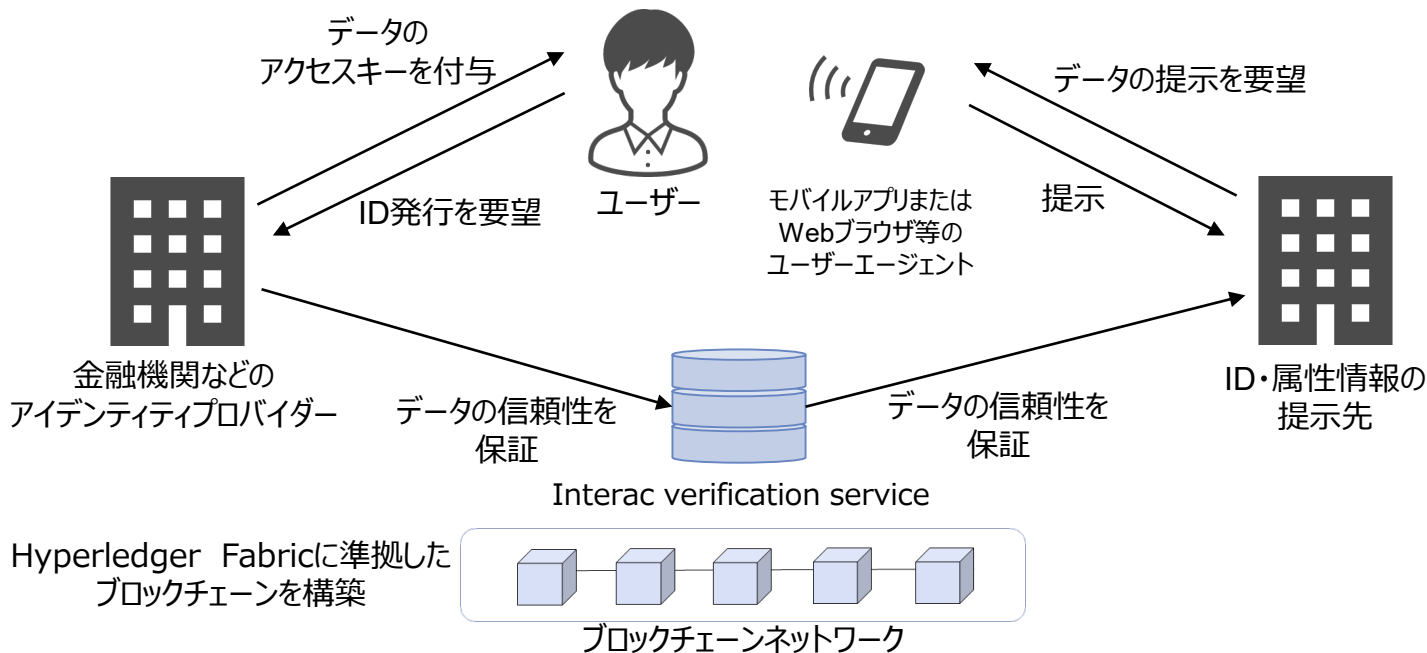 データの
アクセスキーを付与
ID発行を要望
ユーザー
モバイルアプリまたは
Webブラウザ等の
ユーザーエージェント
データの提示を要望
提示
金融機関などの
アイデンティティプロバイダー
データの信頼性を
保証
データの信頼性を
保証
ID・属性情報の
提示先
Interac verification service
Hyperledger Fabricに準拠した
ブロックチェーンを構築
ブロックチェーンネットワーク